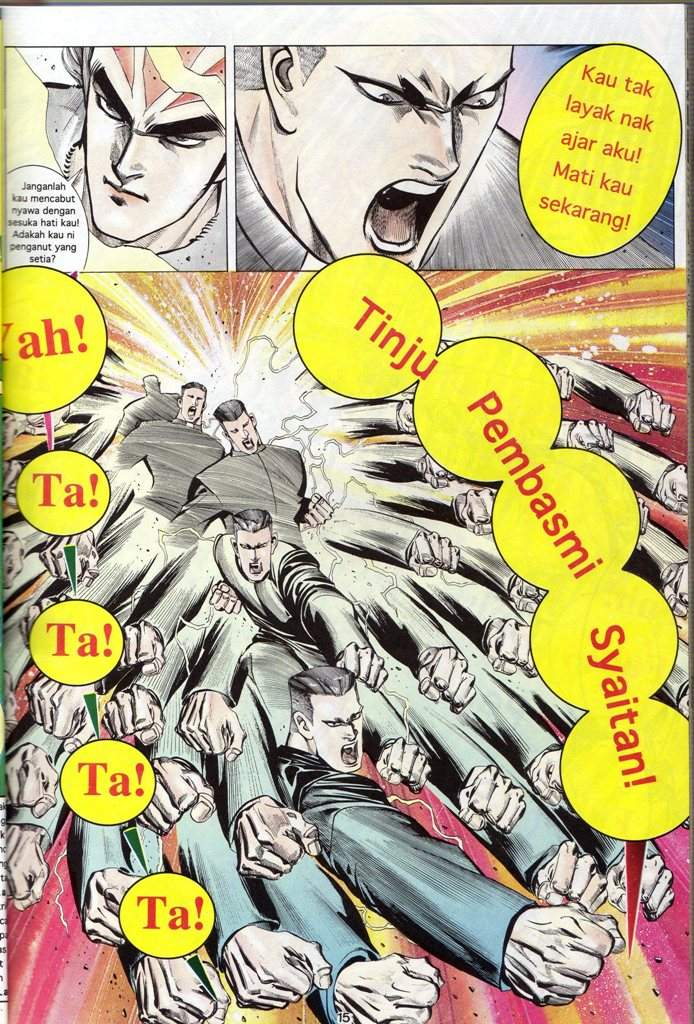 Janganlah
kau mencabut
nyawa dengan
sesuka hati kau!
Adakah kau ni
penganut yang
setia?
Kau tak
layak nak
ajar aku!
Mati kau
sekarang!
Yah!
Ta!
Ta!
Ta!
Ta!
Tinju
Pembasmi
Syaitan!
15